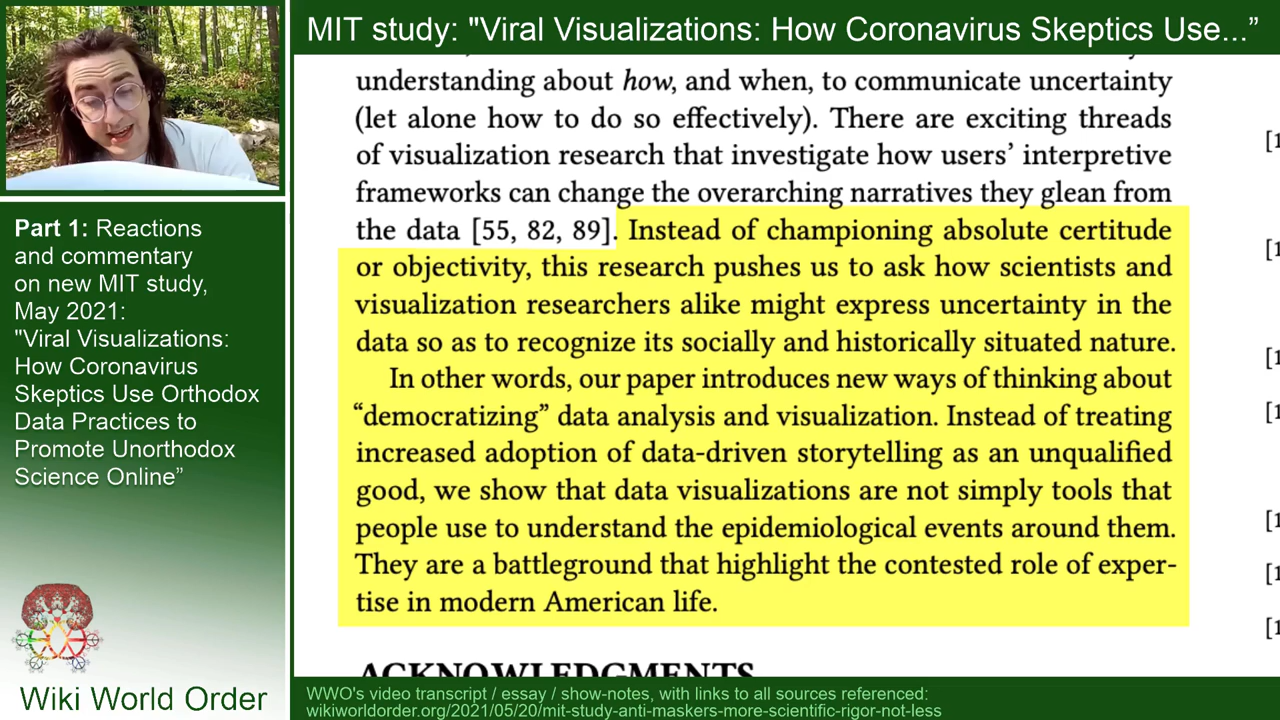 MIT study: "Viral Visualizations: How Coronavirus Skeptics Use...”
understanding about how, and when, to communicate uncertainty
(let alone how to do so effectively). There are exciting threads
of visualization research that investigate how users’ interpretive
frameworks can change the overarching narratives they glean from
the data [55, 82, 89]. Instead of championing absolute certitude
or objectivity, this research pushes us to ask how scientists and
visualization researchers alike might express uncertainty in the
data so as to recognize its socially and historically situated nature.
In other words, our paper introduces new ways of thinking about
“democratizing” data analysis and visualization. Instead of treating
increased adoption of data-driven storytelling as an unqualified
good, we show that data visualizations are not simply tools that
people use to understand the epidemiological events around them.
They are a battleground that highlight the contested role of exper-
tise in modern American life.
ACKNOWLEDGMENTS
[1
[1
[1
[1
[1
[1
[1
Part 1: Reactions
and commentary
on new MIT study,
May 2021:
"Viral Visualizations:
How Coronavirus
Skeptics Use Orthodox
Data Practices to
Promote Unorthodox
Science Online”
Wiki World Order
WWO's video transcript / essay / show-notes, with links to all sources referenced:
wikiworldorder.org/2021/05/20/mit-study-anti-maskers-more-scientific-rigor-not-less